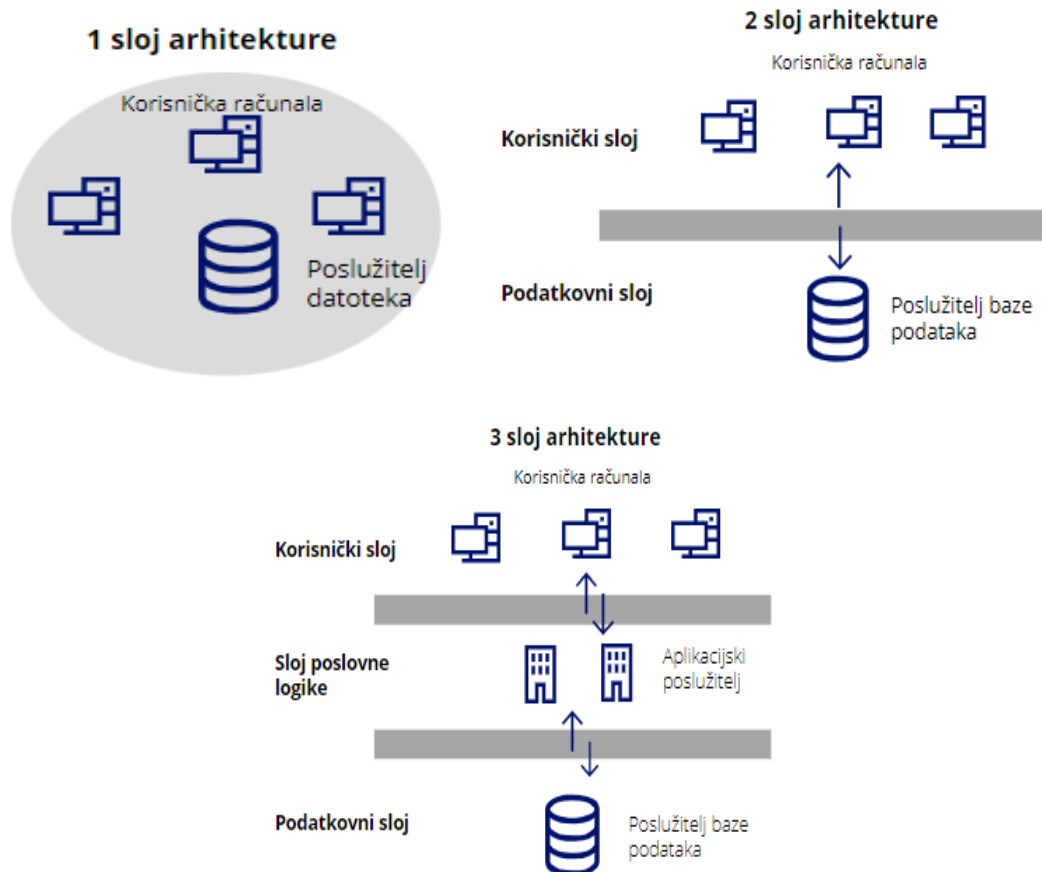 1 sloj arhitekture
Korisnička računala
Poslužitelj
datoteka
2 sloj arhitekture
Korisnička računala
Korisnički sloj
Podatkovni sloj
Poslužitelj baze
podataka
3 sloj arhitekture
Korisnička računala
Korisnički sloj
Sloj poslovne
logike
Aplikacijski
poslužitelj
Podatkovni sloj
Poslužitelj baze
podataka